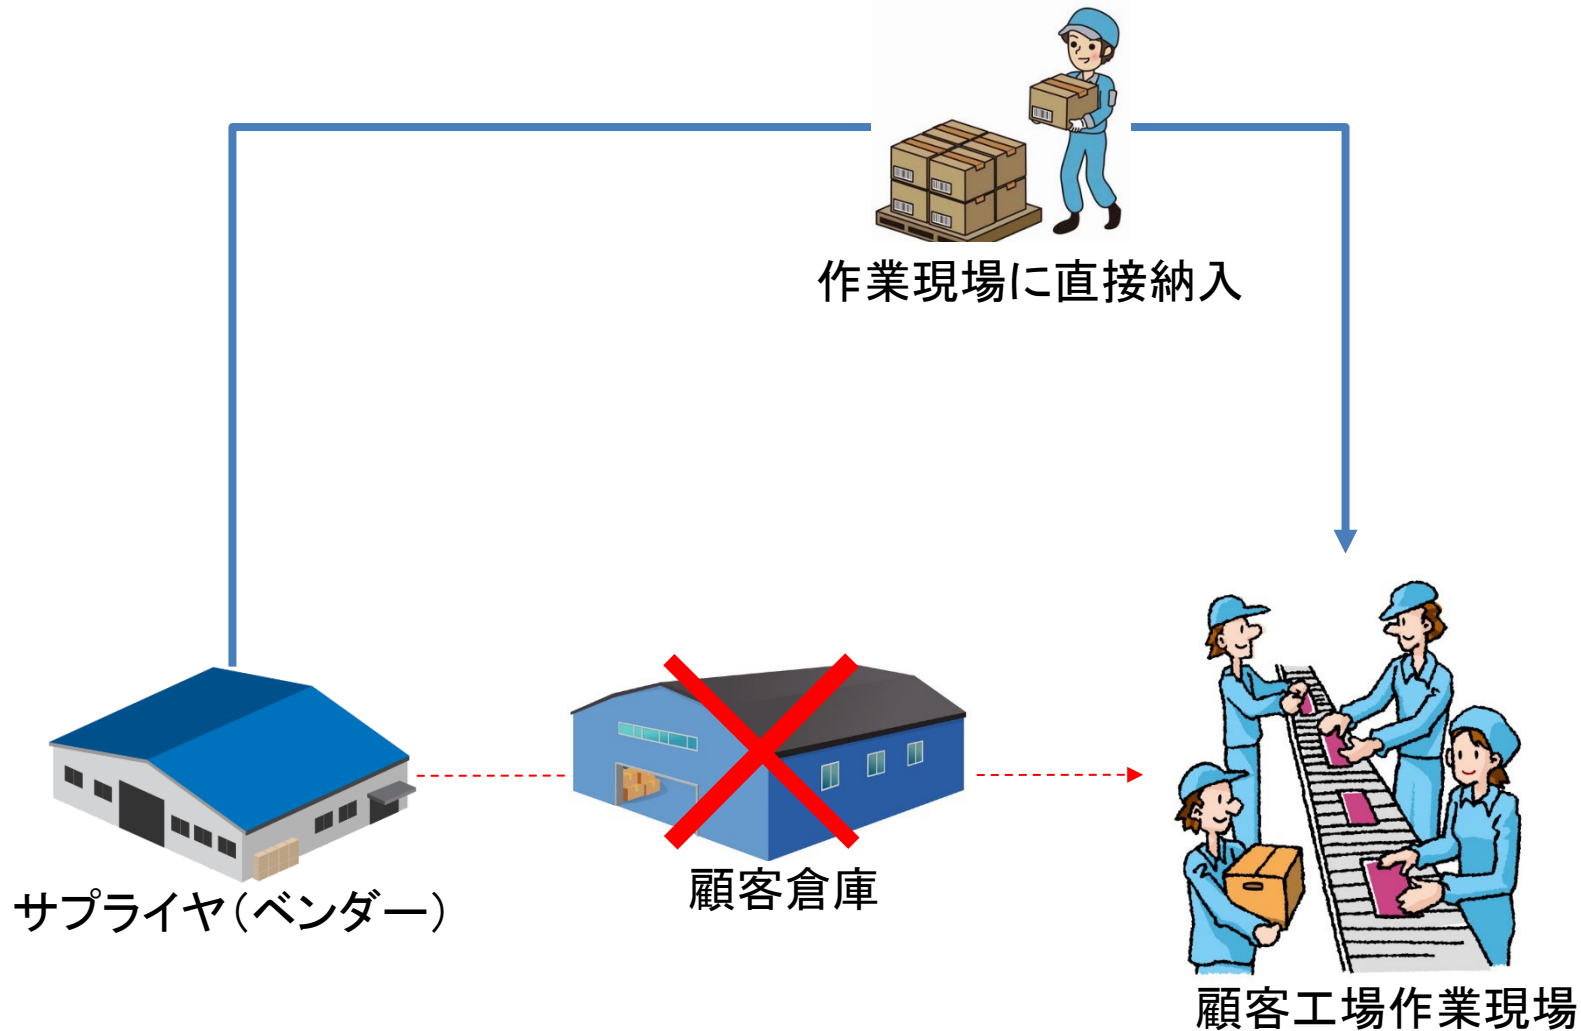 作業現場に直接納入
サプライヤ（ベンダー）
顧客倉庫
顧客工場作業現場